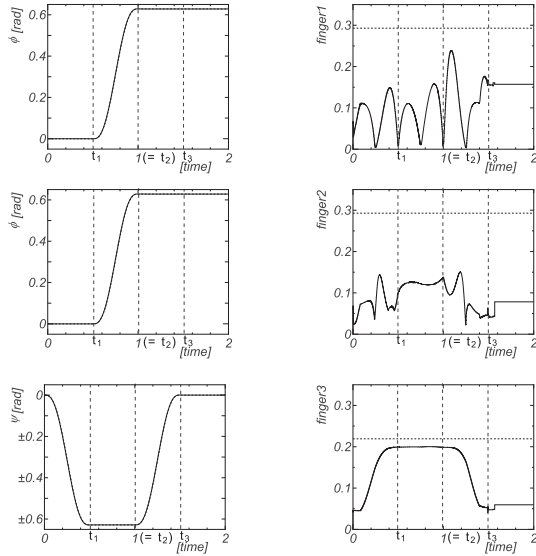 ϕ [rad]
0.6
0.4
0.2
0
0 t₁ 1(= t₂) t₃ 2
[time]
finger1
0.3
0.2
0.1
0
0 t₁ 1(= t₂) t₃ 2
[time]
ϕ [rad]
0.6
0.4
0.2
0
0 t₁ 1(= t₂) t₃ 2
[time]
finger2
0.3
0.2
0.1
0
0 t₁ 1(= t₂) t₃ 2
[time]
ψ [rad]
0
±0.2
±0.4
±0.6
0 t₁ 1(= t₂) t₃ 2
[time]
finger3
0.3
0.2
0.1
0
0 t₁ 1(= t₂) t₃ 2
[time]